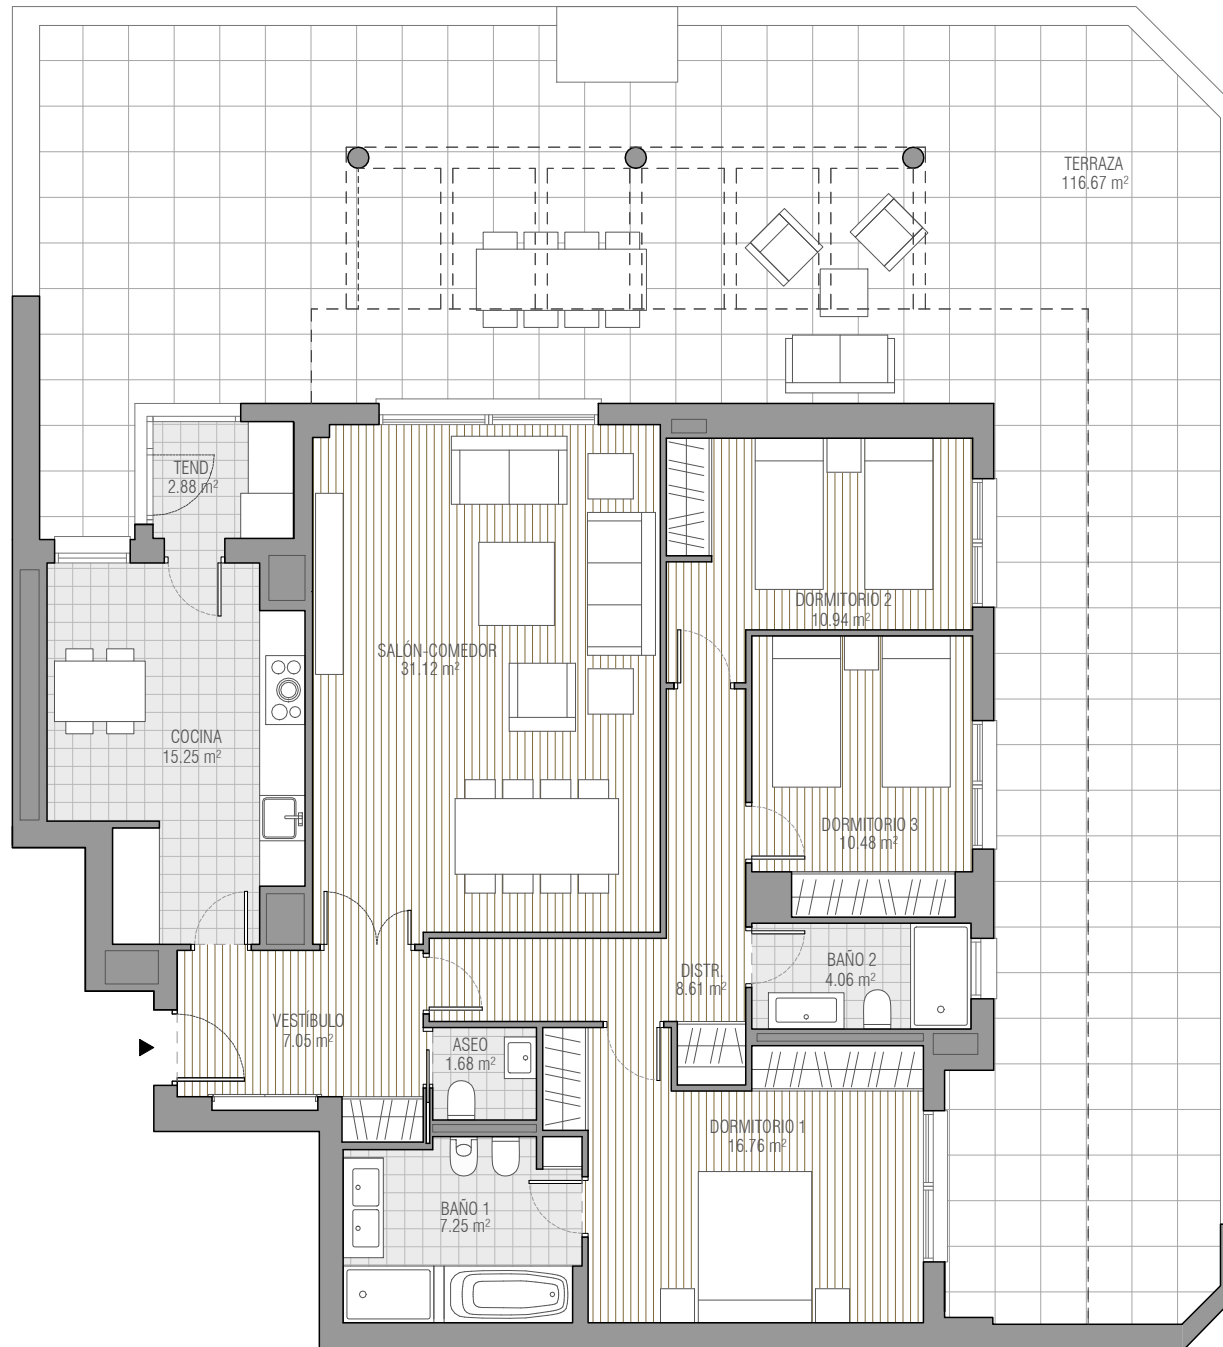 TERRAZA
116.67 m²
TEND.
2.88 m²
DORMITORIO 2
10.94 m²
SALÓN-COMEDOR
31.12 m²
COCINA
15.25 m²
DORMITORIO 3
10.48 m²
BAÑO 2
4.06 m²
DISTR.
8.61 m²
VESTÍBULO
7.05 m²
ASEO
1.68 m²
DORMITORIO 1
16.76 m²
BAÑO 1
7.25 m²